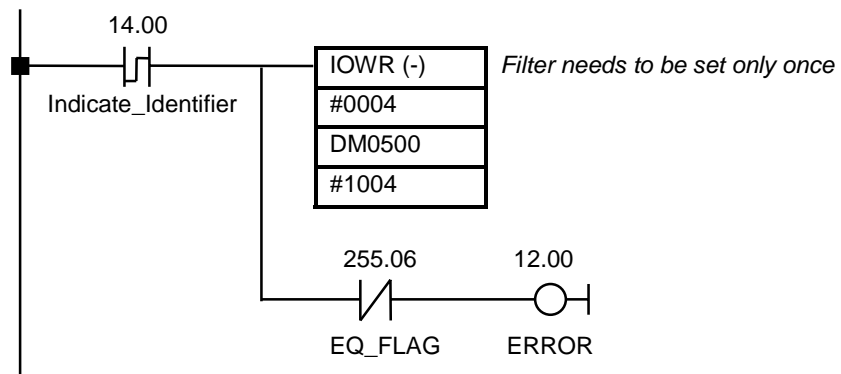 14.00
Indicate_Identifier
IOWR (-)
Filter needs to be set only once
#0004
DM0500
#1004
255.06
12.00
EQ_FLAG
ERROR